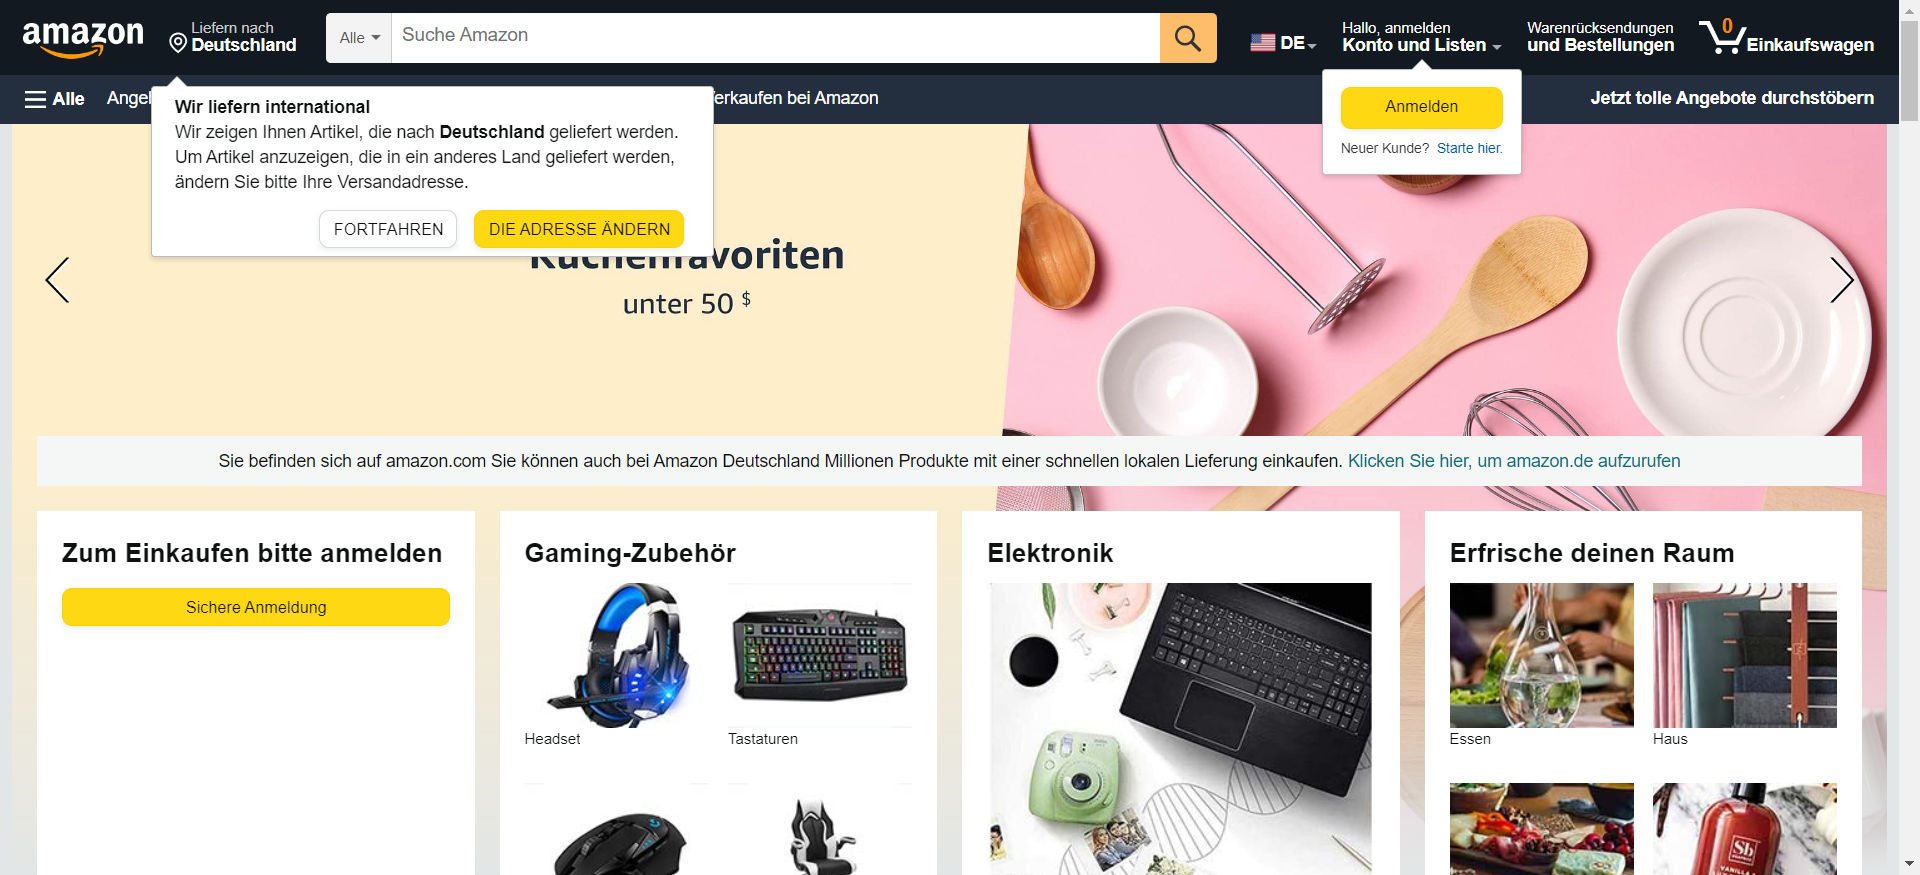 amazon
Liefern nach
Deutschland
Alle
Suche Amazon
DE
Hallo, anmelden
Konto und Listen
Warenrücksendungen
und Bestellungen
0
Einkaufswagen
Alle
erkaufen bei Amazon
Jetzt tolle Angebote durchstöbern
Wir liefern international
Wir zeigen Ihnen Artikel, die nach Deutschland geliefert werden.
Um Artikel anzuzeigen, die in ein anderes Land geliefert werden,
ändern Sie bitte Ihre Versandadresse.
FORTFAHREN
DIE ADRESSE ÄNDERN
Anmelden
Neuer Kunde? Starte hier.
Küchenfavoriten
unter 50 $
Sie befinden sich auf amazon.com Sie können auch bei Amazon Deutschland Millionen Produkte mit einer schnellen lokalen Lieferung einkaufen. Klicken Sie hier, um amazon.de aufzurufen
Zum Einkaufen bitte anmelden
Sichere Anmeldung
Gaming-Zubehör
Headset
Tastaturen
Elektronik
Erfrische deinen Raum
Essen
Haus
Sb